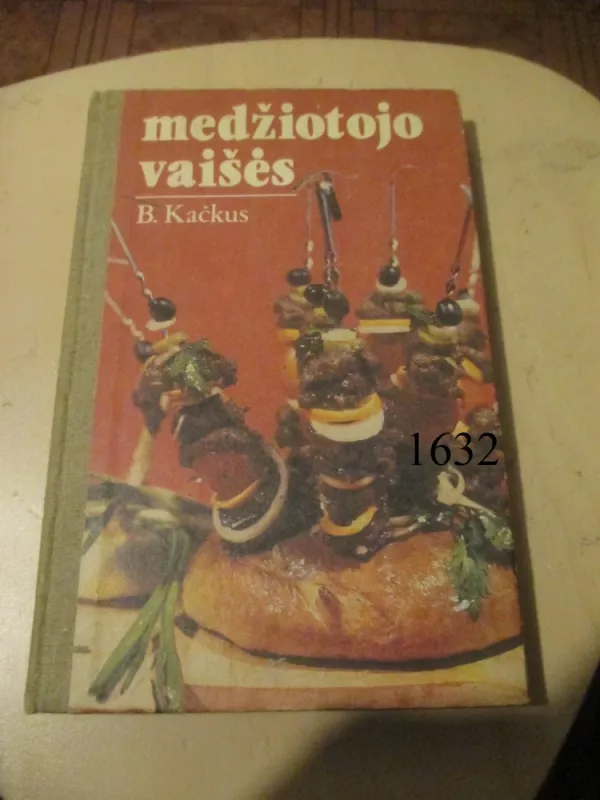 medžiotojo
vaišės
B. Kačkus
1632